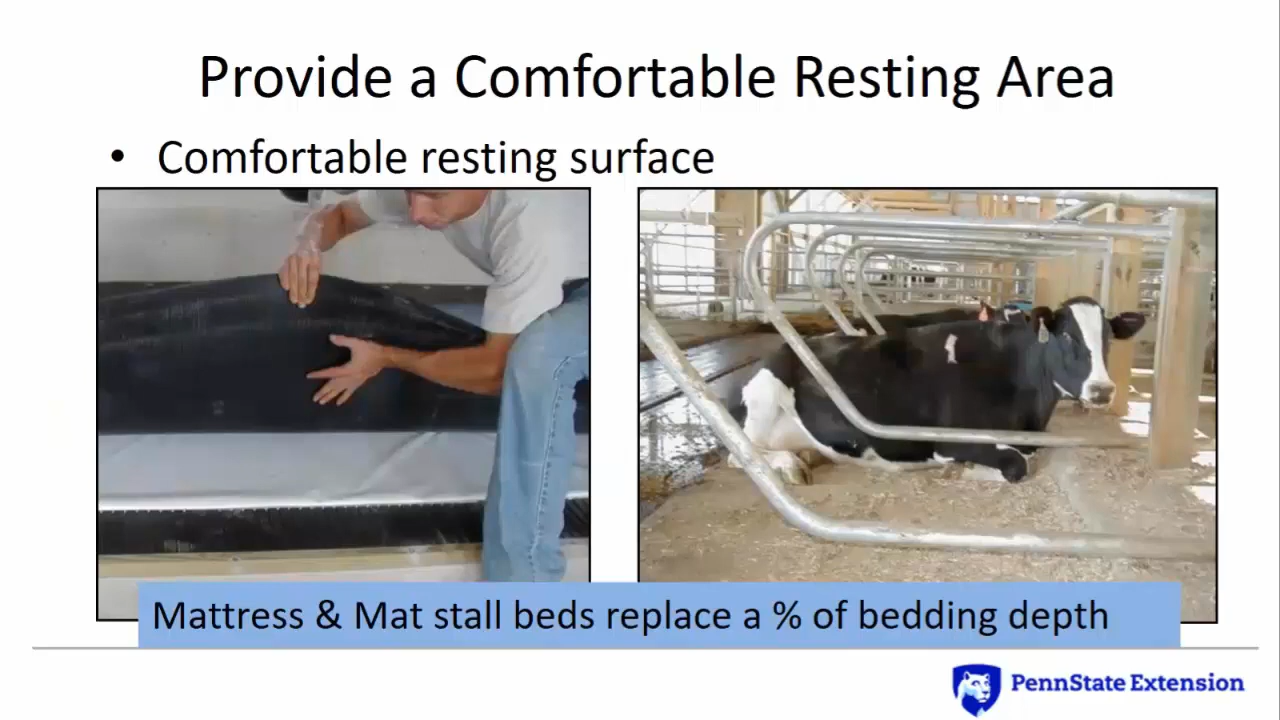 Provide a Comfortable Resting Area
• Comfortable resting surface
Mattress & Mat stall beds replace a % of bedding depth
PennState Extension